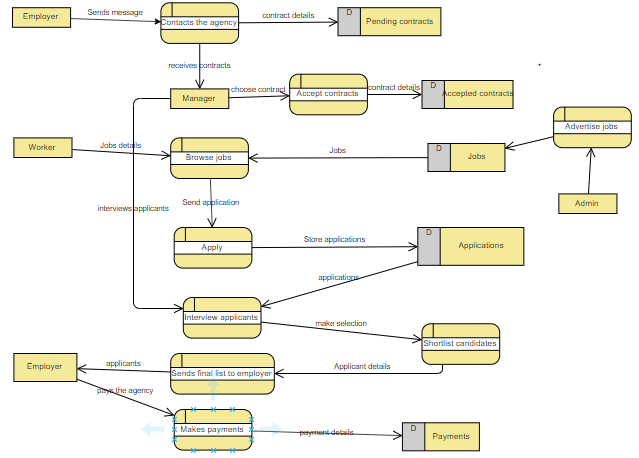 Employer
Sends message
Contacts the agency
contract details
D
Pending contracts
receives contracts
Manager
choose contract
Accept contracts
contract details
D
Accepted contracts
Advertise jobs
Worker
Jobs details
Browse jobs
Jobs
D
Jobs
Admin
Send application
interviews applicants
Apply
Store applications
D
Applications
applications
Interview applicants
make selection
Shortlist candidates
Employer
applicants
Sends final list to employer
Applicant details
pays the agency
Makes payments
payment details
D
Payments